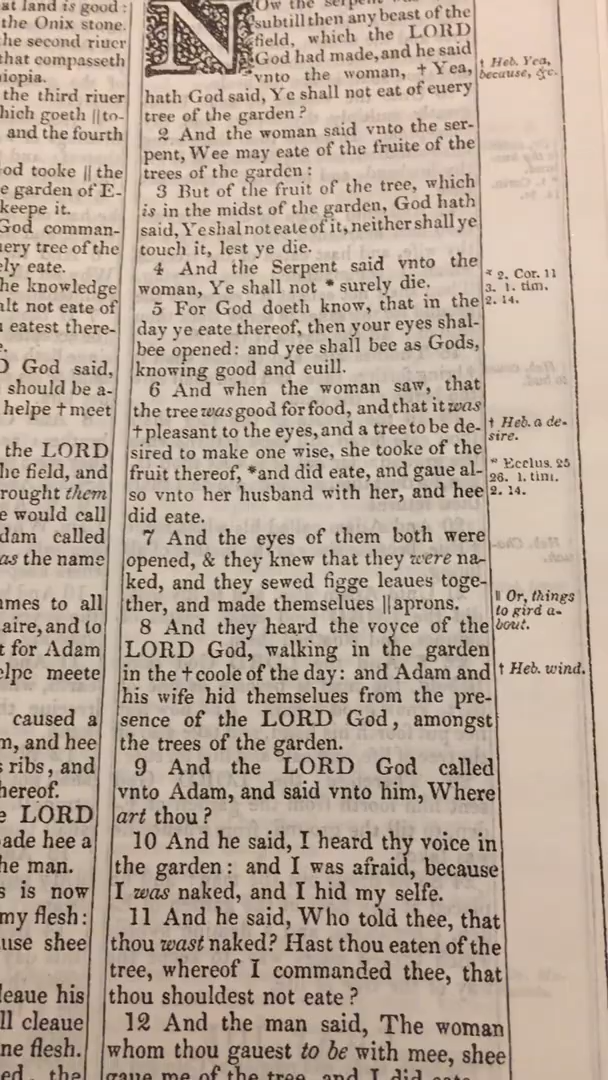 at land is good:
the Onix stone.
he second riuer
that compasseth
iopia.
the third riuer
hich goeth || to-
and the fourth
od tooke || the
e garden of E-
keepe it.
God comman-
uery tree of the
ely eate.
he knowledge
alt not eate of
u eatest there-
God said,
should be a-
helpe † meet
the LORD
he field, and
rought them
e would call
dam called
as the name
ames to all
aire, and to
t for Adam
elpe meete
caused a
m, and hee
s ribs, and
hereof.
e LORD
ade hee a
he man.
s is now
my flesh:
use shee
leaue his
ll cleaue
ne flesh.
ed, the
NOw the serpent was
subtill then any beast of the
field, which the LORD
God had made, and he said
vnto the woman, † Yea,
hath God said, Ye shall not eat of euery
tree of the garden?
2 And the woman said vnto the ser-
pent, Wee may eate of the fruite of the
trees of the garden:
3 But of the fruit of the tree, which
is in the midst of the garden, God hath
said, Ye shal not eate of it, neither shall ye
touch it, lest ye die.
4 And the Serpent said vnto the
woman, Ye shall not * surely die.
5 For God doeth know, that in the
day ye eate thereof, then your eyes shal-
bee opened: and yee shall bee as Gods,
knowing good and euill.
6 And when the woman saw, that
the tree was good for food, and that it was
† pleasant to the eyes, and a tree to be de-
sired to make one wise, she tooke of the
fruit thereof, *and did eate, and gaue al-
so vnto her husband with her, and hee
did eate.
7 And the eyes of them both were
opened, & they knew that they were na-
ked, and they sewed figge leaues toge-
ther, and made themselues || aprons.
8 And they heard the voyce of the
LORD God, walking in the garden
in the † coole of the day: and Adam and
his wife hid themselues from the pre-
sence of the LORD God, amongst
the trees of the garden.
9 And the LORD God called
vnto Adam, and said vnto him, Where
art thou?
10 And he said, I heard thy voice in
the garden: and I was afraid, because
I was naked, and I hid my selfe.
11 And he said, Who told thee, that
thou wast naked? Hast thou eaten of the
tree, whereof I commanded thee, that
thou shouldest not eate?
12 And the man said, The woman
whom thou gauest to be with mee, shee
gaue me of the tree, and I did eate.
† Heb. Yea,
because, &c.
* 2. Cor. 11
3. 1. tim.
2. 14.
† Heb. a de-
sire.
* Ecclus. 25
26. 1. tim.
2. 14.
|| Or, things
to gird a-
bout.
† Heb. wind.